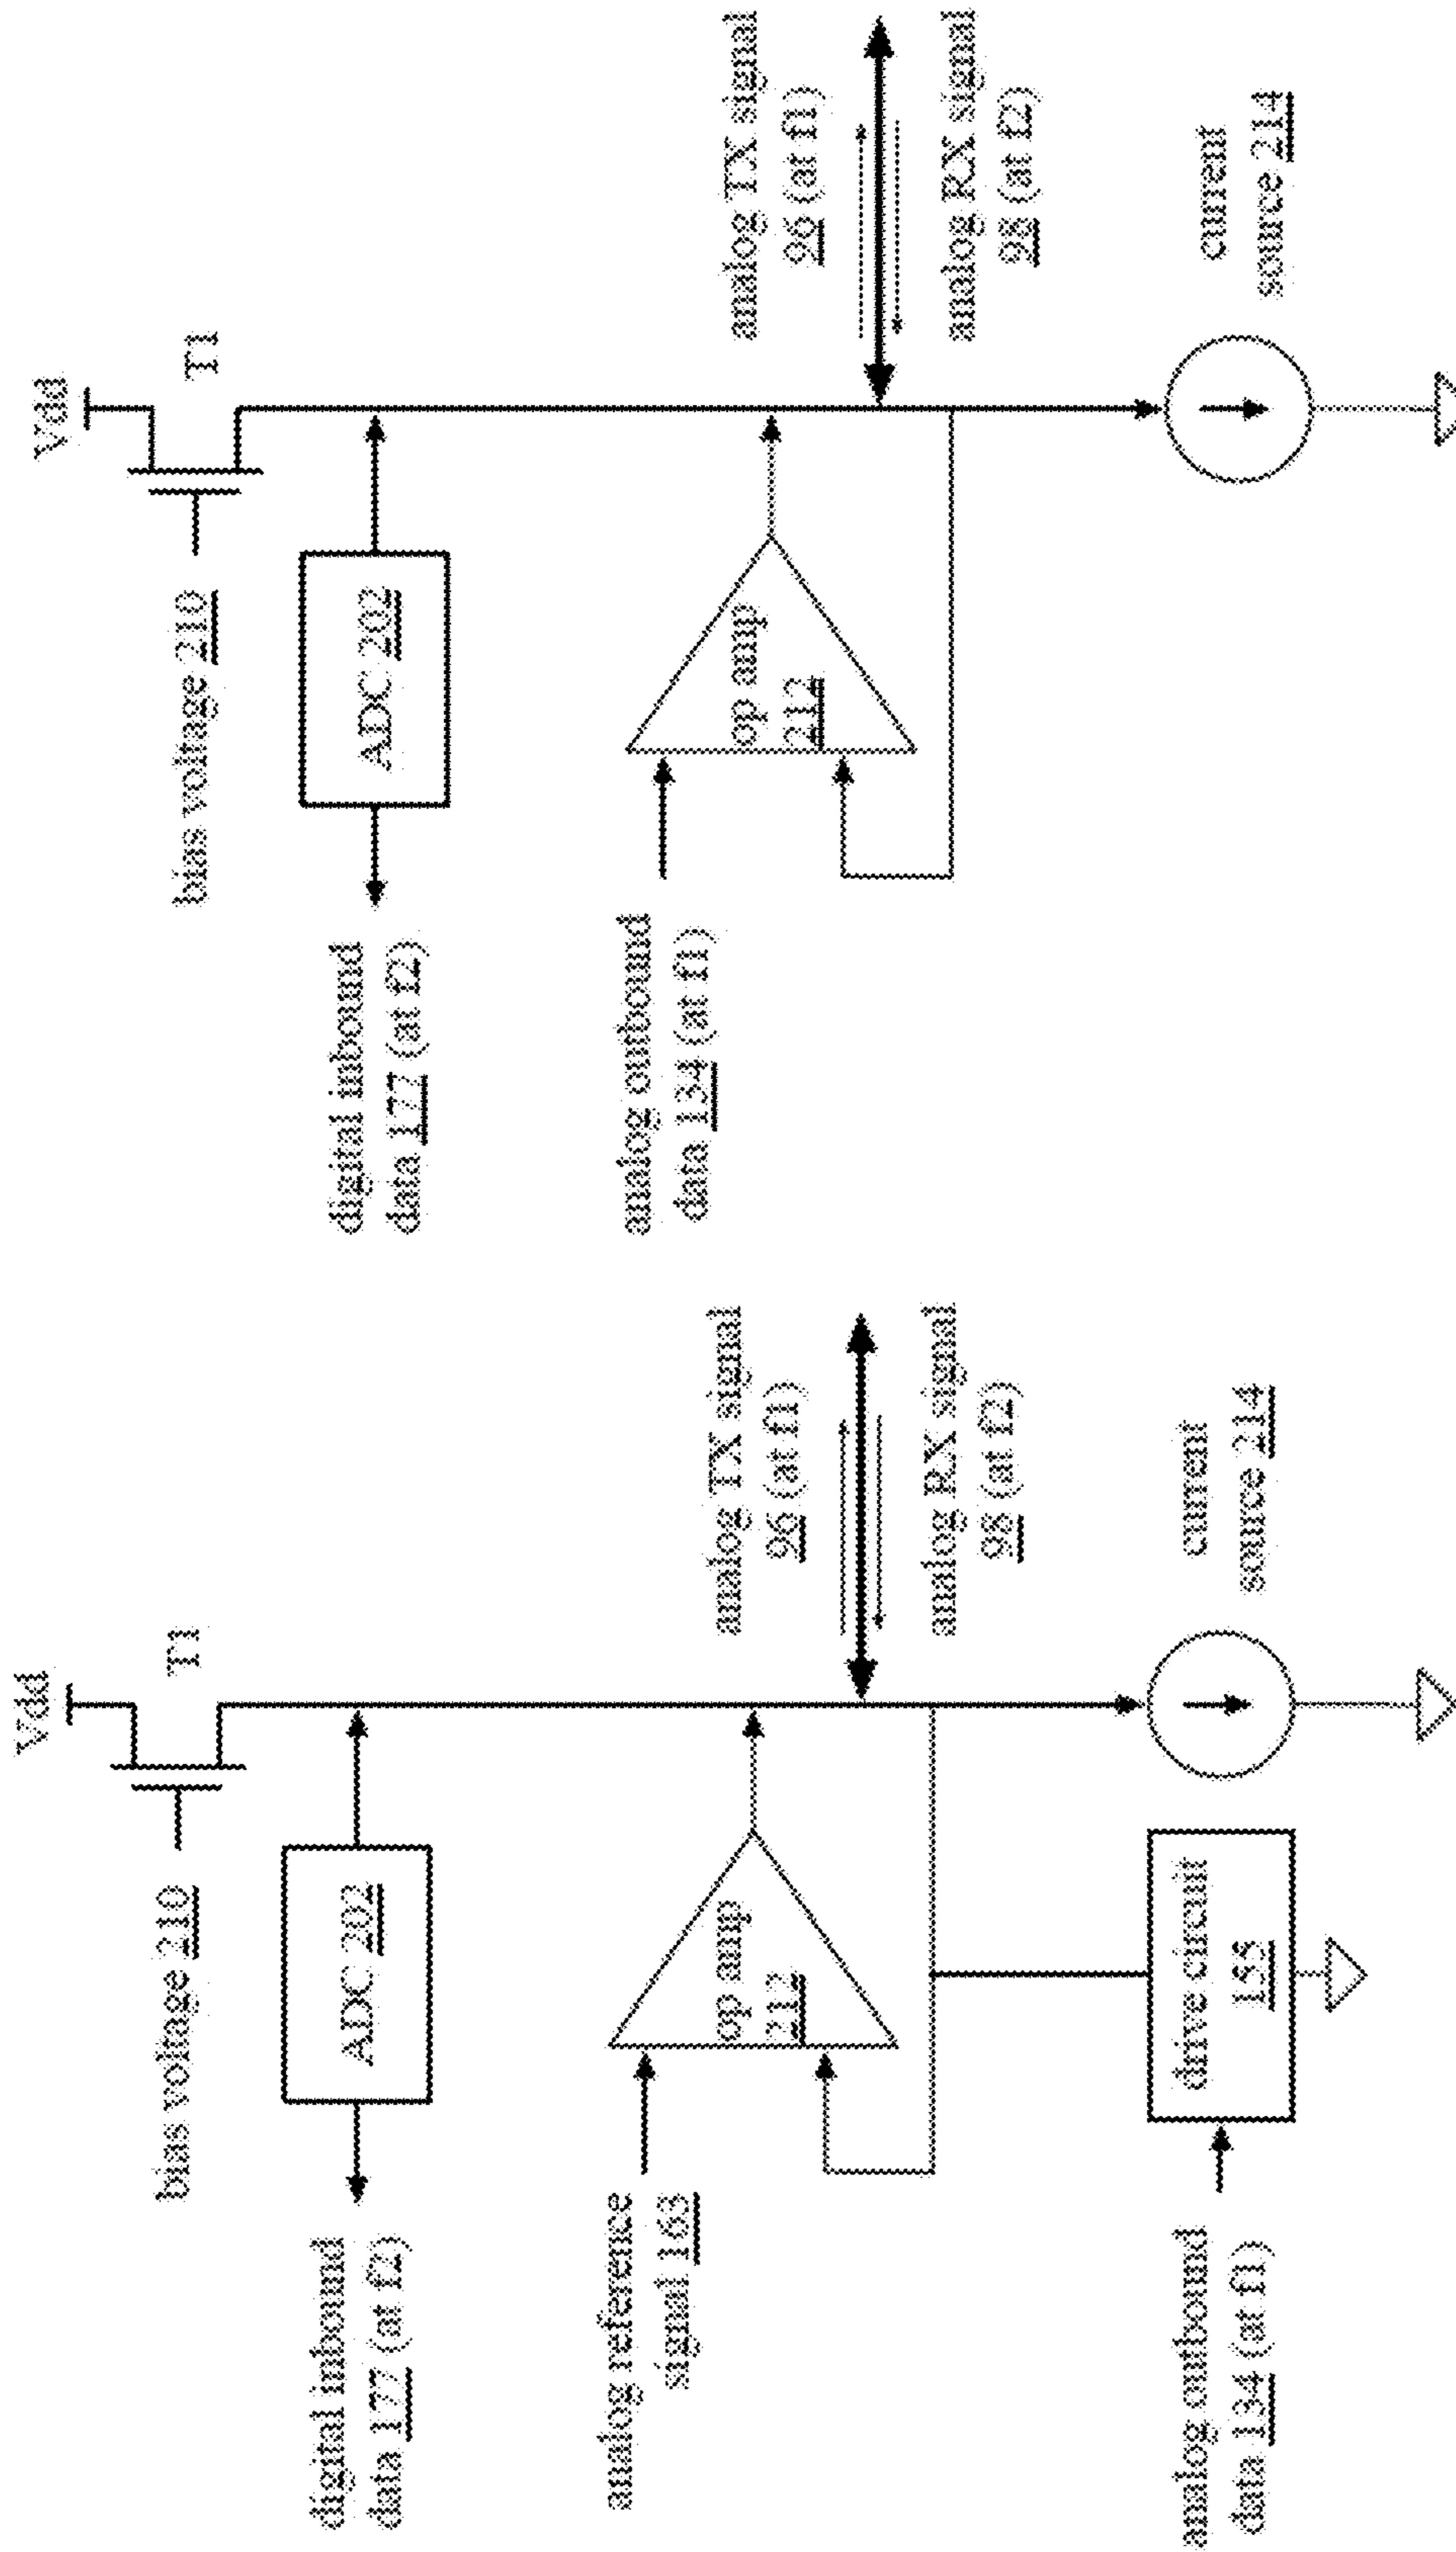 Vdd
T1
bias voltage 210
ADC 202
digital inbound
data 177 (at f2)
analog reference
signal 163
op amp
212
analog TX signal
96 (at f1)
analog RX signal
98 (at f2)
current
source 214
drive circuit
155
analog outbound
data 134 (at f1)
Vdd
T1
bias voltage 210
ADC 202
digital inbound
data 177 (at f2)
analog outbound
data 134 (at f1)
op amp
212
analog TX signal
96 (at f1)
analog RX signal
98 (at f2)
current
source 214